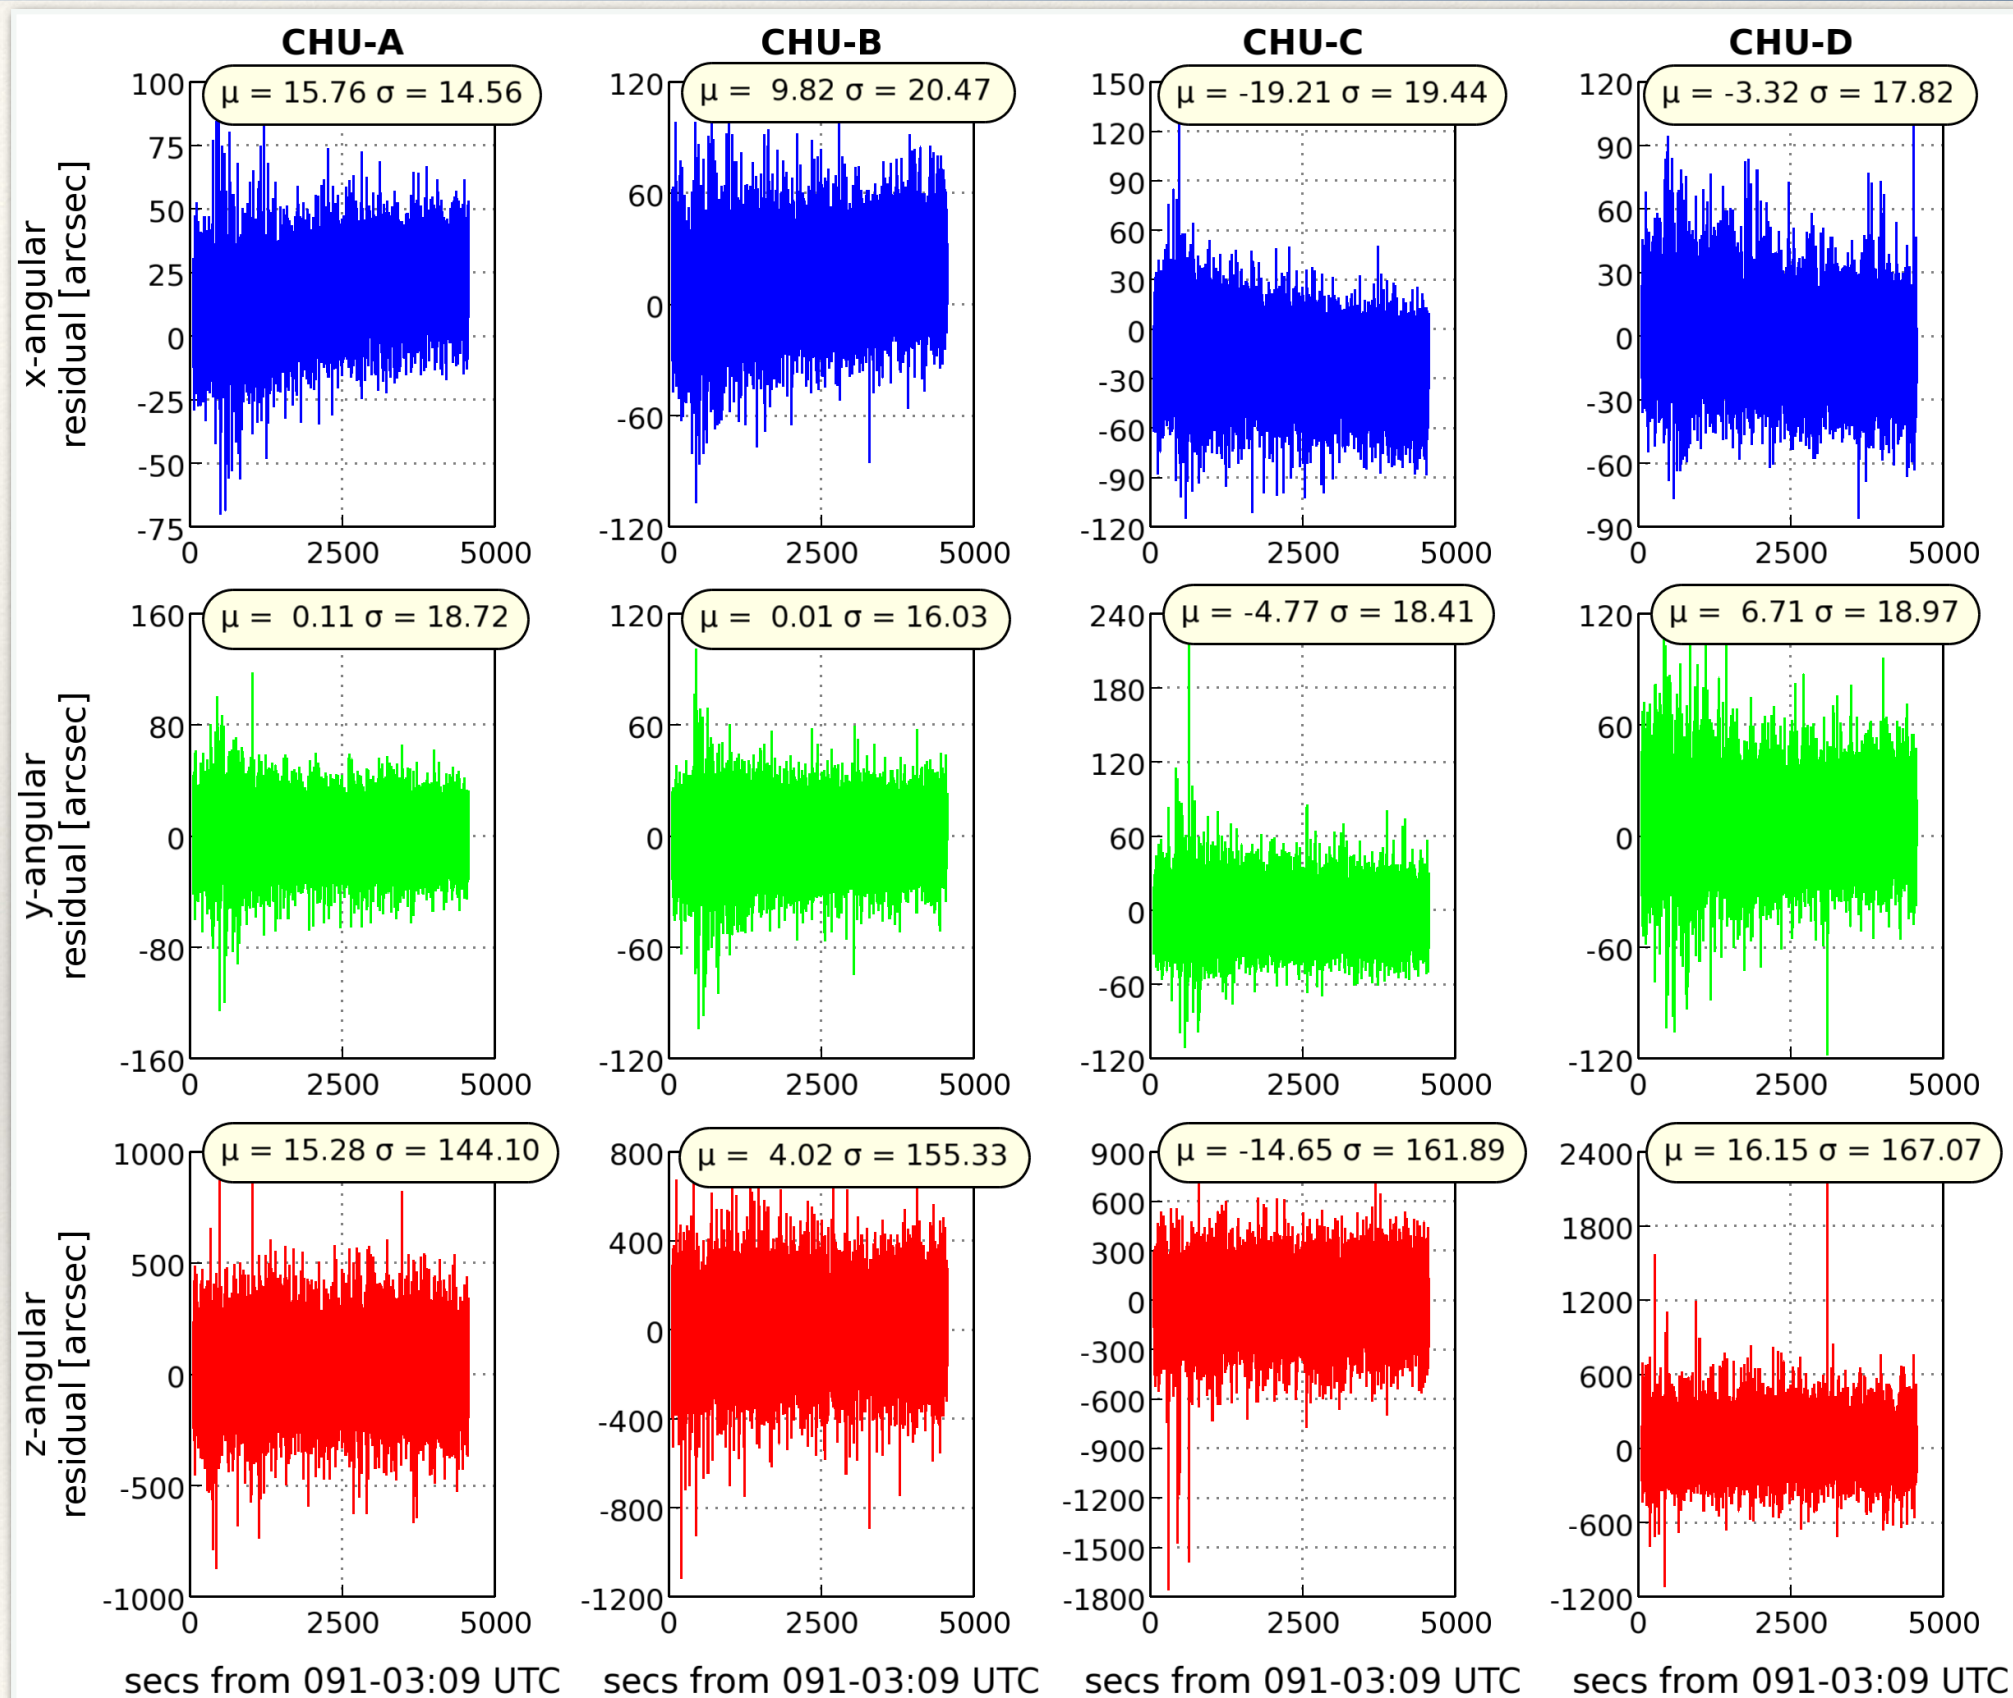 CHU-A CHU-B CHU-C CHU-D
μ = 15.76 σ = 14.56 μ = 9.82 σ = 20.47 μ = -19.21 σ = 19.44 μ = -3.32 σ = 17.82
x-angular
residual [arcsec]
100 75 50 25 0 -25 -50 -75
120 60 0 -60 -120
150 120 90 60 30 0 -30 -60 -90 -120
120 90 60 30 0 -30 -60 -90
0 2500 5000 0 2500 5000 0 2500 5000 0 2500 5000
μ = 0.11 σ = 18.72 μ = 0.01 σ = 16.03 μ = -4.77 σ = 18.41 μ = 6.71 σ = 18.97
y-angular
residual [arcsec]
160 80 0 -80 -160
120 60 0 -60 -120
240 180 120 60 0 -60 -120
120 60 0 -60 -120
0 2500 5000 0 2500 5000 0 2500 5000 0 2500 5000
μ = 15.28 σ = 144.10 μ = 4.02 σ = 155.33 μ = -14.65 σ = 161.89 μ = 16.15 σ = 167.07
z-angular
residual [arcsec]
1000 500 0 -500 -1000
800 400 0 -400 -800 -1200
900 600 300 0 -300 -600 -900 -1200 -1500 -1800
2400 1800 1200 600 0 -600 -1200
0 2500 5000 0 2500 5000 0 2500 5000 0 2500 5000
secs from 091-03:09 UTC secs from 091-03:09 UTC secs from 091-03:09 UTC secs from 091-03:09 UTC